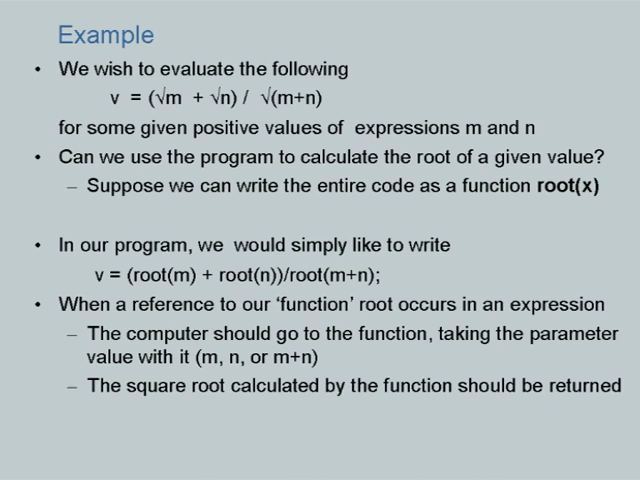 Example
• We wish to evaluate the following
v = (√m + √n) / √(m+n)
for some given positive values of expressions m and n
• Can we use the program to calculate the root of a given value?
– Suppose we can write the entire code as a function root(x)
• In our program, we would simply like to write
v = (root(m) + root(n))/root(m+n);
• When a reference to our ‘function’ root occurs in an expression
– The computer should go to the function, taking the parameter
value with it (m, n, or m+n)
– The square root calculated by the function should be returned